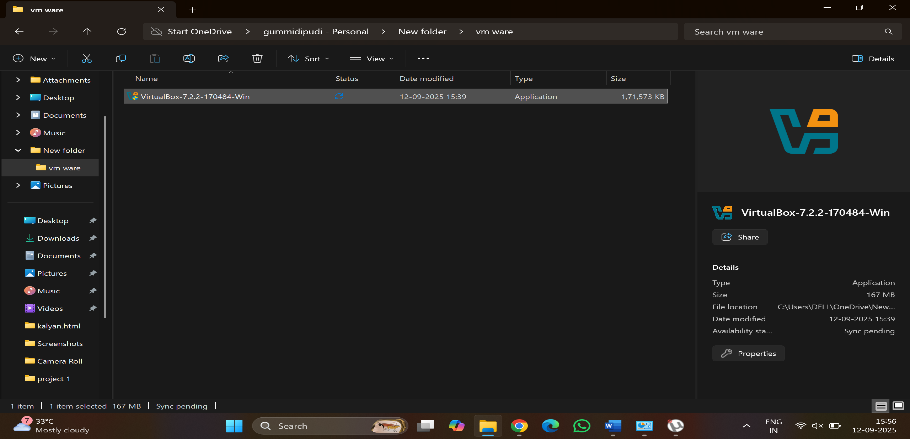 vm ware
Start OneDrive > gummidipudi - Personal > New folder > vm ware
Search vm ware
New
Sort
View
Details
Name Status Date modified Type Size
VirtualBox-7.2.2-170484-Win 12-09-2025 15:39 Application 1,71,573 KB
Attachments
Desktop
Documents
Music
New folder
vm ware
Pictures
Desktop
Downloads
Documents
Pictures
Music
Videos
kalyan.html
Screenshots
Camera Roll
project 1
VirtualBox-7.2.2-170484-Win
Share
Details
Type Application
Size 167 MB
File location C:\Users\DELL\OneDrive\New...
Date modified 12-09-2025 15:39
Availability sta... Sync pending
Properties
1 item 1 item selected 167 MB Sync pending
33°C
Mostly cloudy
Search
ENG
IN
15:56
12-09-2025